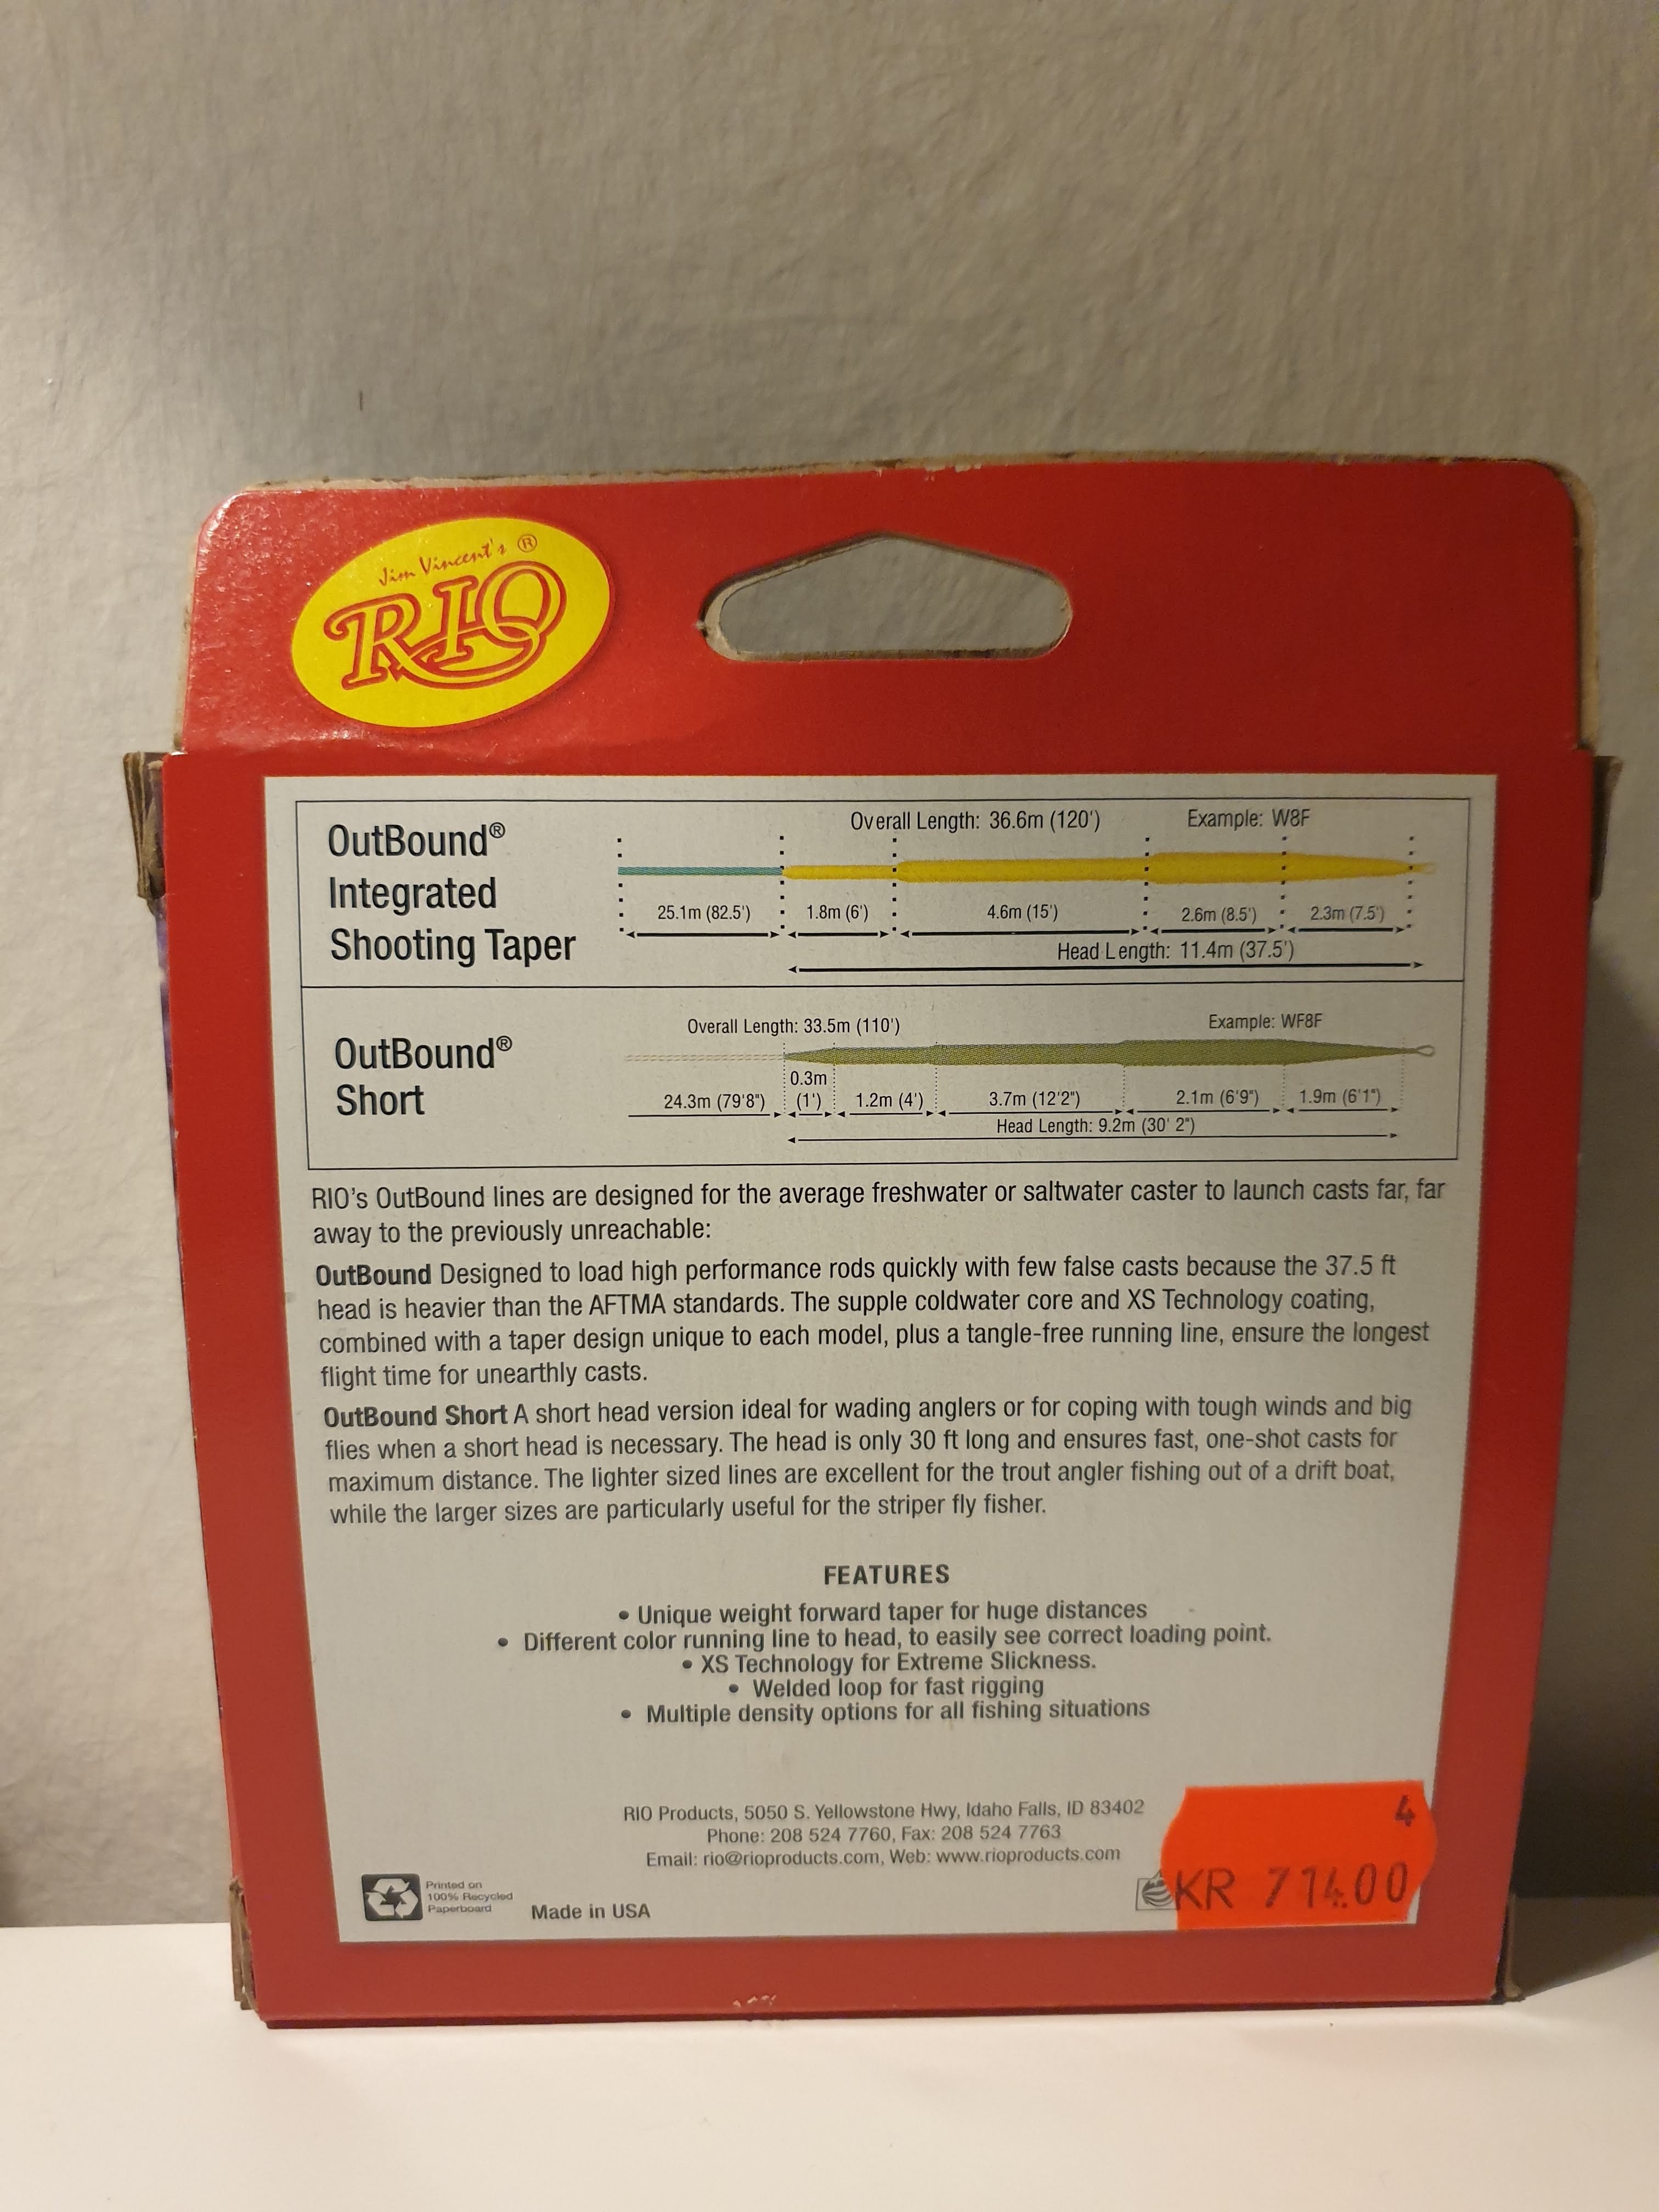 Jim Vincent's ®
RIO
OutBound®
Integrated
Shooting Taper
Overall Length: 36.6m (120')
Example: W8F
25.1m (82.5')
1.8m (6')
4.6m (15')
2.6m (8.5')
2.3m (7.5')
Head Length: 11.4m (37.5')
OutBound®
Short
Overall Length: 33.5m (110')
Example: WF8F
24.3m (79'8")
0.3m
(1')
1.2m (4')
3.7m (12'2")
2.1m (6'9")
1.9m (6'1")
Head Length: 9.2m (30' 2")
RIO's OutBound lines are designed for the average freshwater or saltwater caster to launch casts far, far
away to the previously unreachable:
OutBound Designed to load high performance rods quickly with few false casts because the 37.5 ft
head is heavier than the AFTMA standards. The supple coldwater core and XS Technology coating,
combined with a taper design unique to each model, plus a tangle-free running line, ensure the longest
flight time for unearthly casts.
OutBound Short A short head version ideal for wading anglers or for coping with tough winds and big
flies when a short head is necessary. The head is only 30 ft long and ensures fast, one-shot casts for
maximum distance. The lighter sized lines are excellent for the trout angler fishing out of a drift boat,
while the larger sizes are particularly useful for the striper fly fisher.
FEATURES
• Unique weight forward taper for huge distances
• Different color running line to head, to easily see correct loading point.
• XS Technology for Extreme Slickness.
• Welded loop for fast rigging
• Multiple density options for all fishing situations
RIO Products, 5050 S. Yellowstone Hwy, Idaho Falls, ID 83402
Phone: 208 524 7760, Fax: 208 524 7763
Email: rio@rioproducts.com, Web: www.rioproducts.com
Printed on
100% Recycled
Paperboard
Made in USA
4
KR 714.00